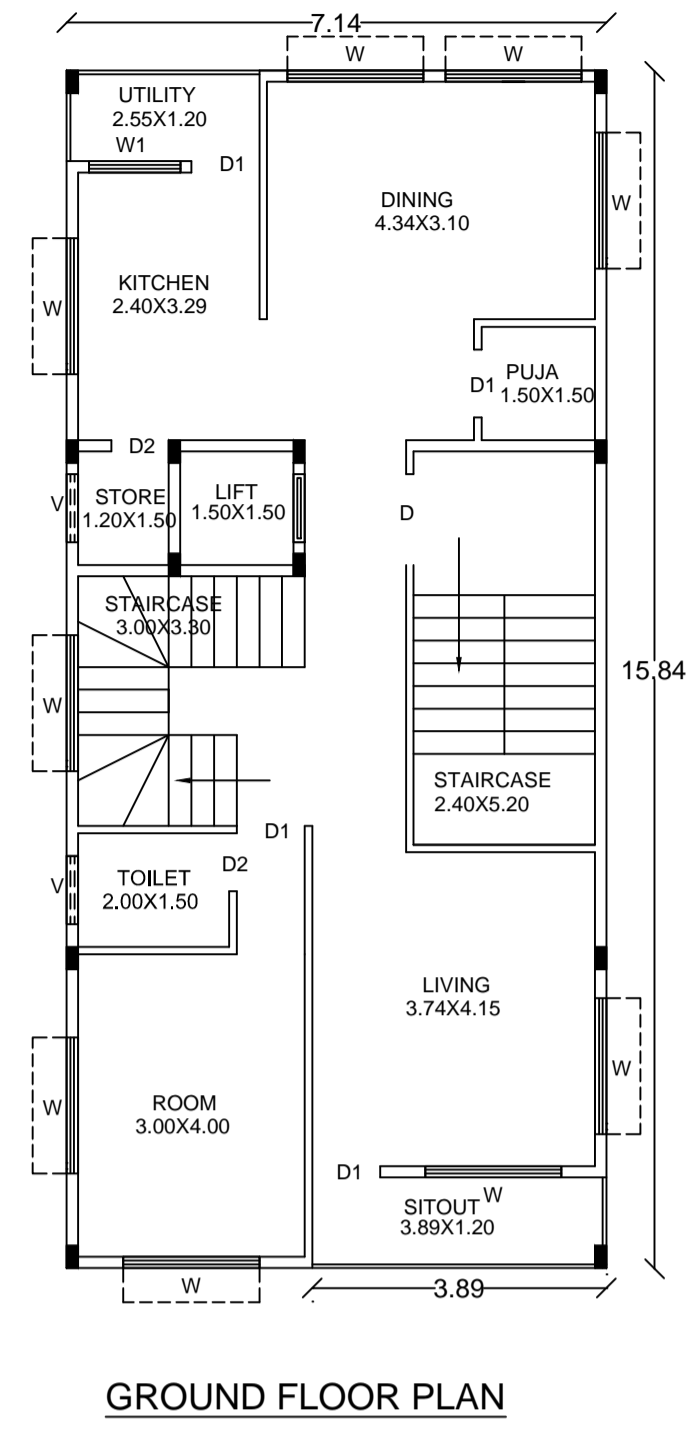 7.14
W
W
UTILITY
2.55X1.20
W1
D1
DINING
4.34X3.10
W
KITCHEN
2.40X3.29
W
PUJA
D1
1.50X1.50
D2
STORE
1.20X1.50
V
LIFT
1.50X1.50
D
STAIRCASE
3.00X3.30
W
15.84
STAIRCASE
2.40X5.20
D1
D2
TOILET
2.00X1.50
V
LIVING
3.74X4.15
W
ROOM
3.00X4.00
W
D1
SITOUT
W
3.89X1.20
W
3.89
GROUND FLOOR PLAN